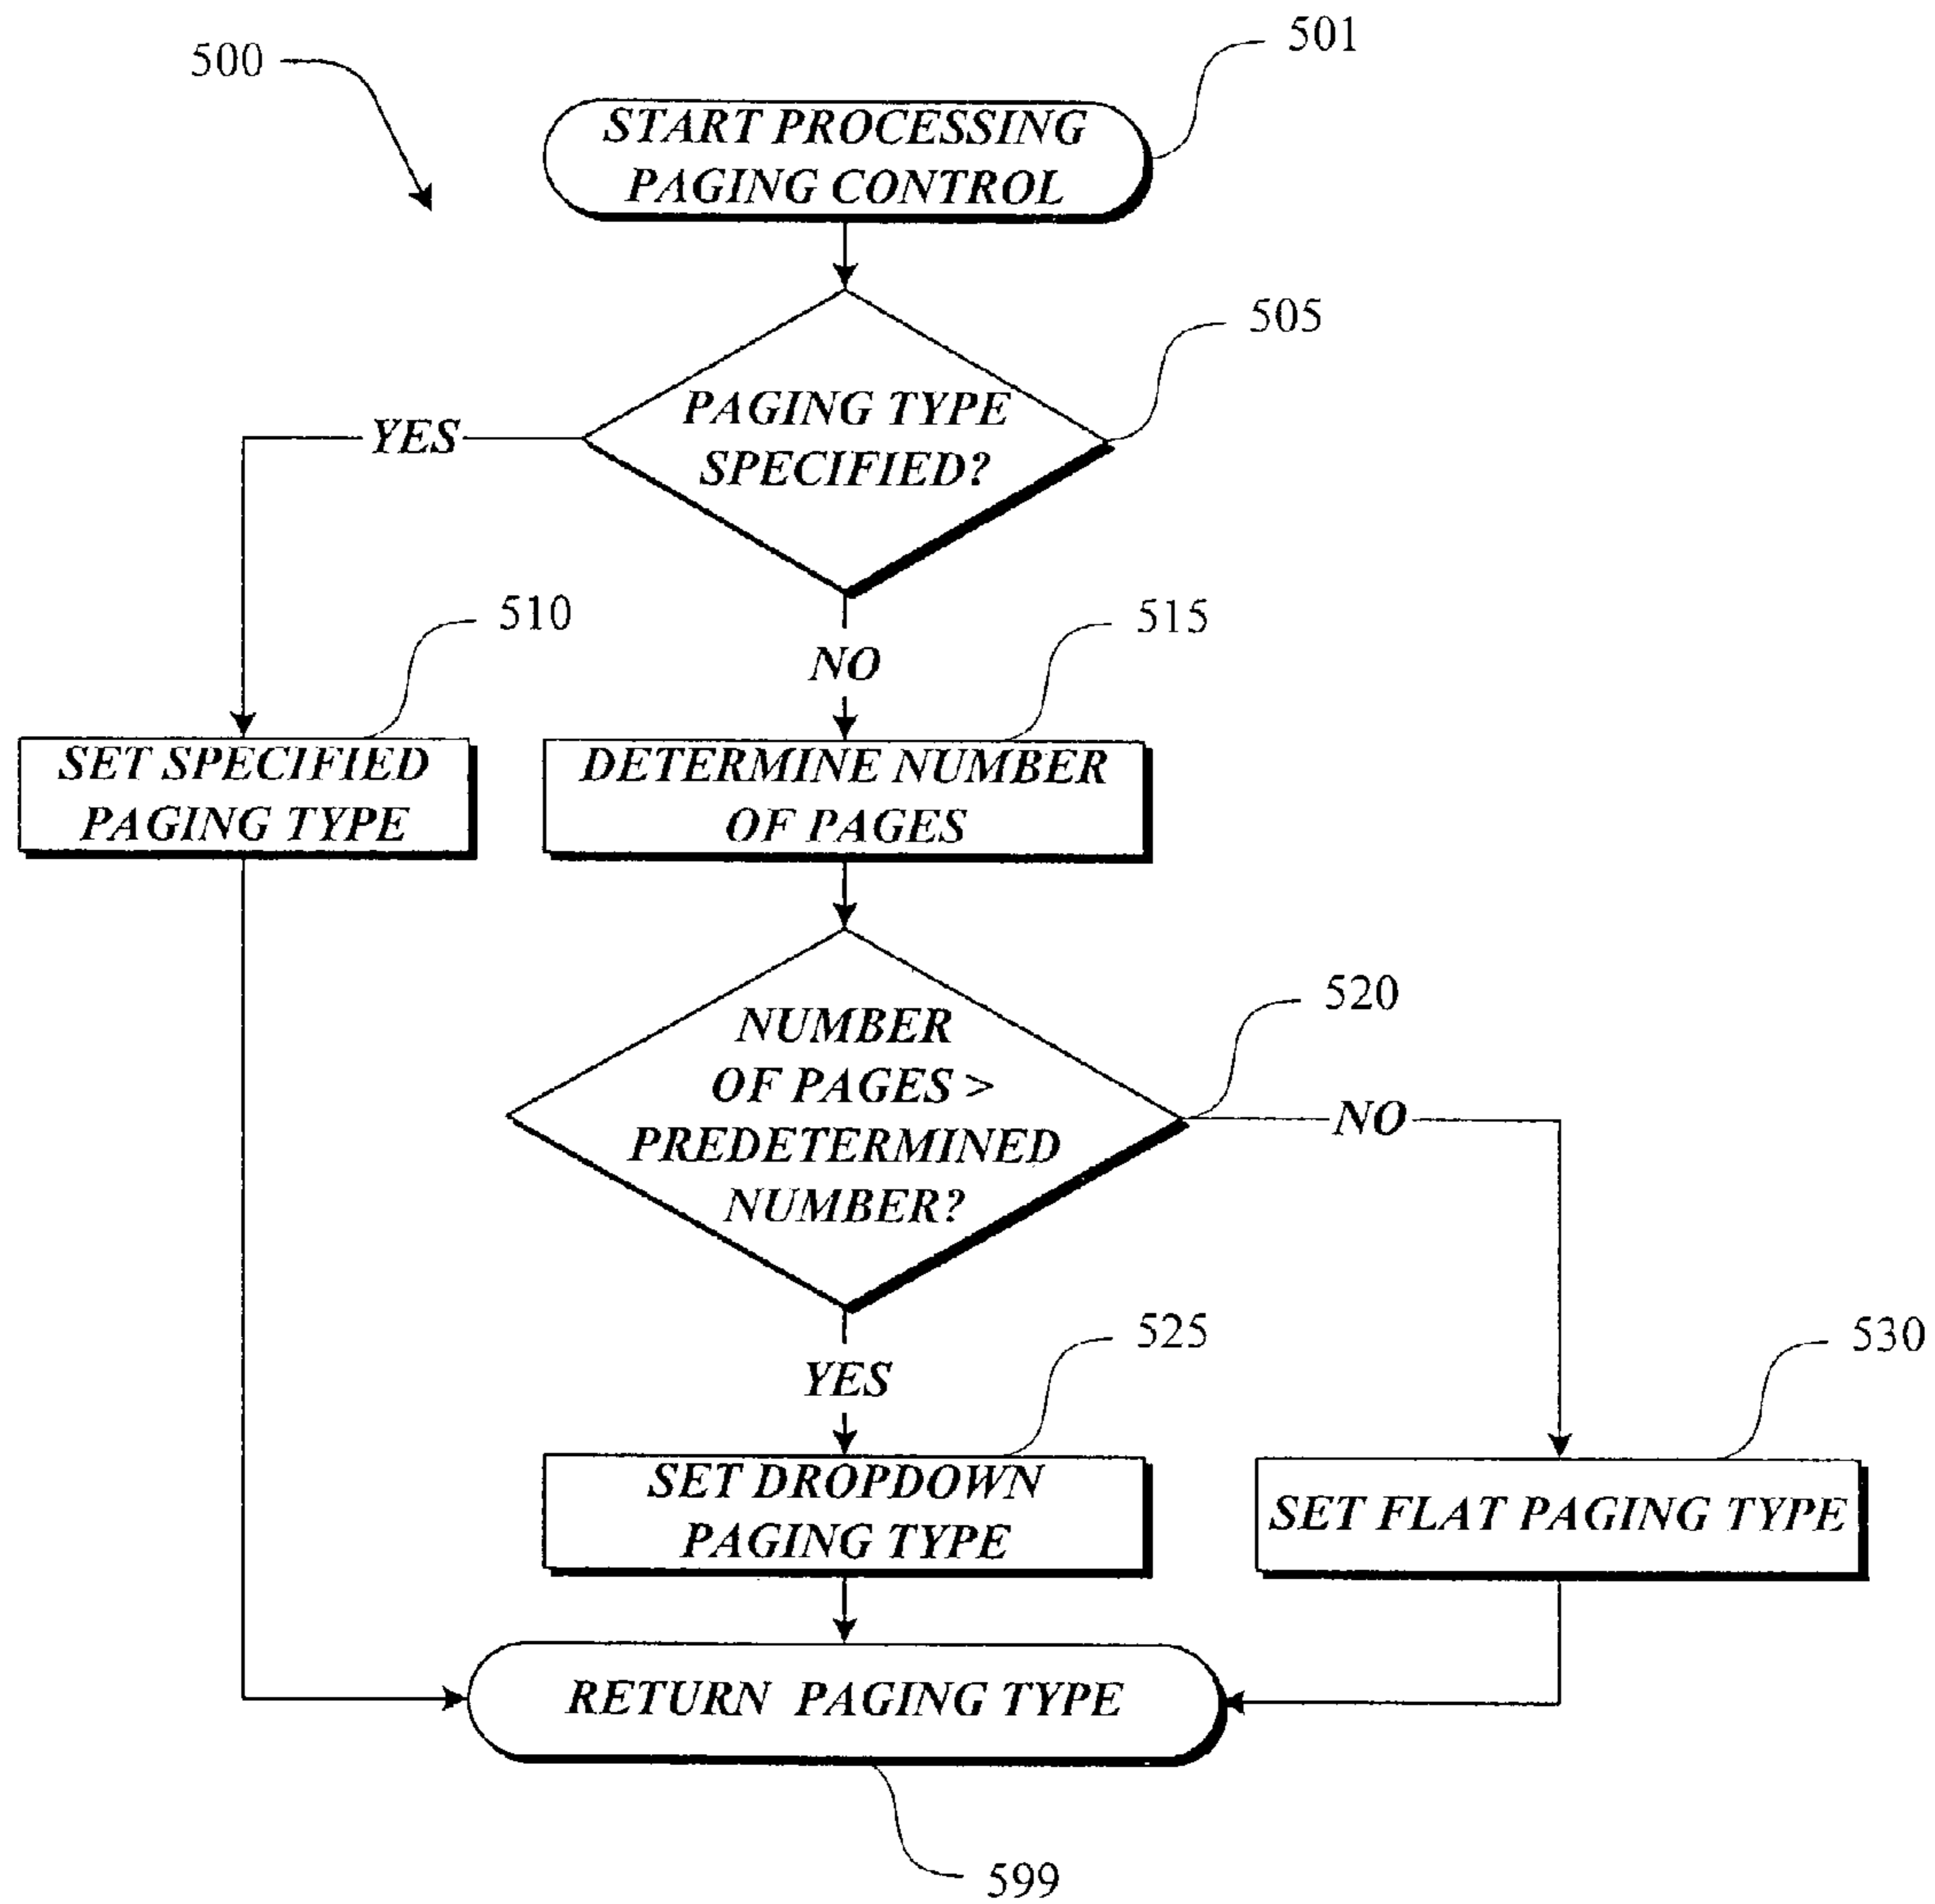 500
501
START PROCESSING
PAGING CONTROL
505
PAGING TYPE
SPECIFIED?
YES
NO
510
515
SET SPECIFIED
PAGING TYPE
DETERMINE NUMBER
OF PAGES
520
NUMBER
OF PAGES >
PREDETERMINED
NUMBER?
NO
YES
525
530
SET DROPDOWN
PAGING TYPE
SET FLAT PAGING TYPE
RETURN PAGING TYPE
599